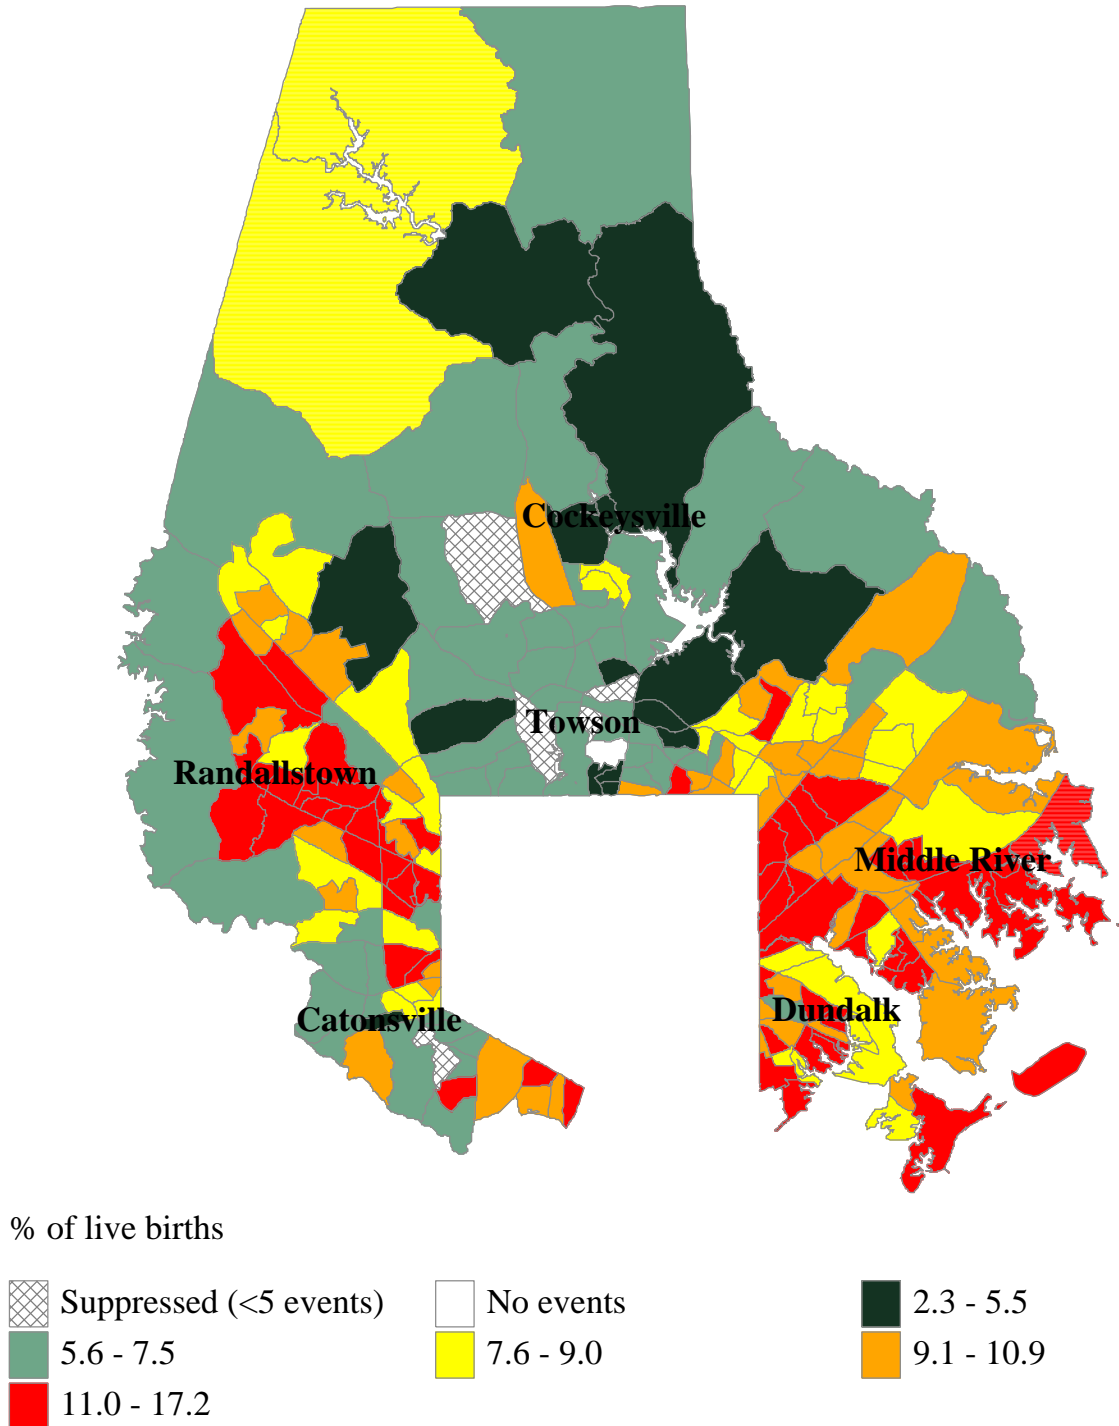 Cockeysville
Towson
Randallstown
Middle River
Dundalk
Catonsville
% of live births
Suppressed (<5 events) No events 2.3 - 5.5
5.6 - 7.5 7.6 - 9.0 9.1 - 10.9
11.0 - 17.2